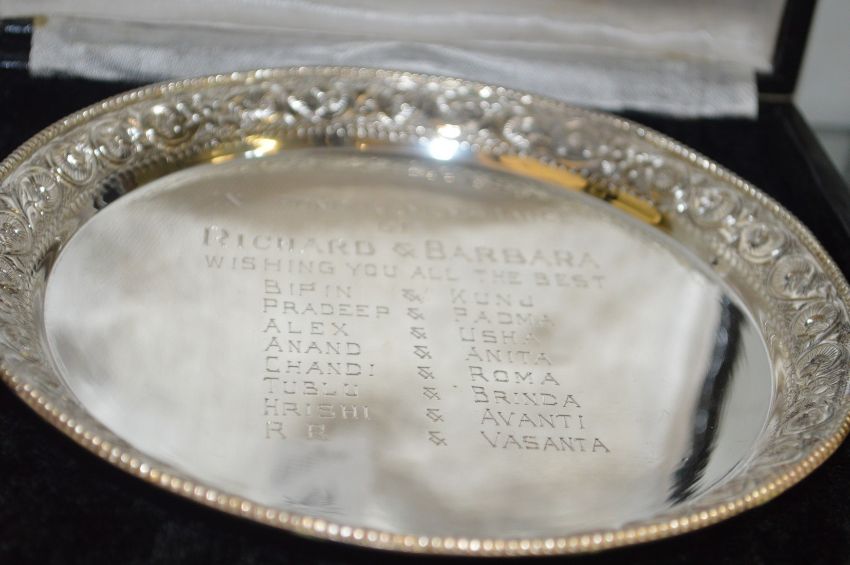 RICHARD & BARBARA
WISHING YOU ALL THE BEST
BIPIN & KUNJ
PRADEEP & PADMA
ALEX & USHA
ANAND & ANITA
CHANDI & ROMA
TUBLU & BRINDA
HRISHI & AVANTI
R R & VASANTA